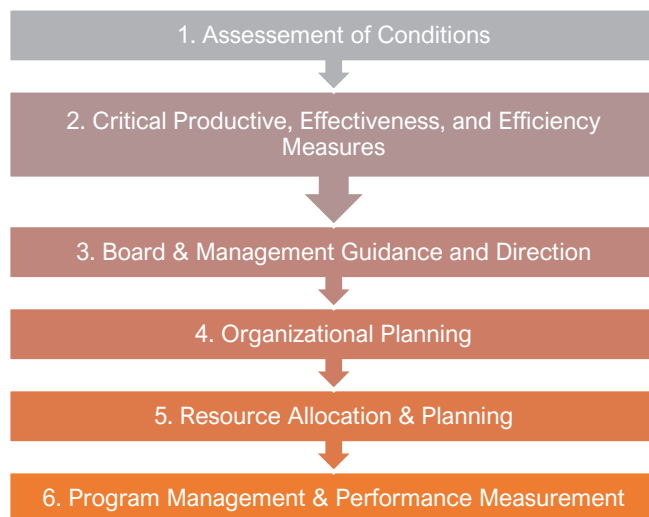 1. Assessement of Conditions
2. Critical Productive, Effectiveness, and Efficiency
Measures
3. Board & Management Guidance and Direction
4. Organizational Planning
5. Resource Allocation & Planning
6. Program Management & Performance Measurement